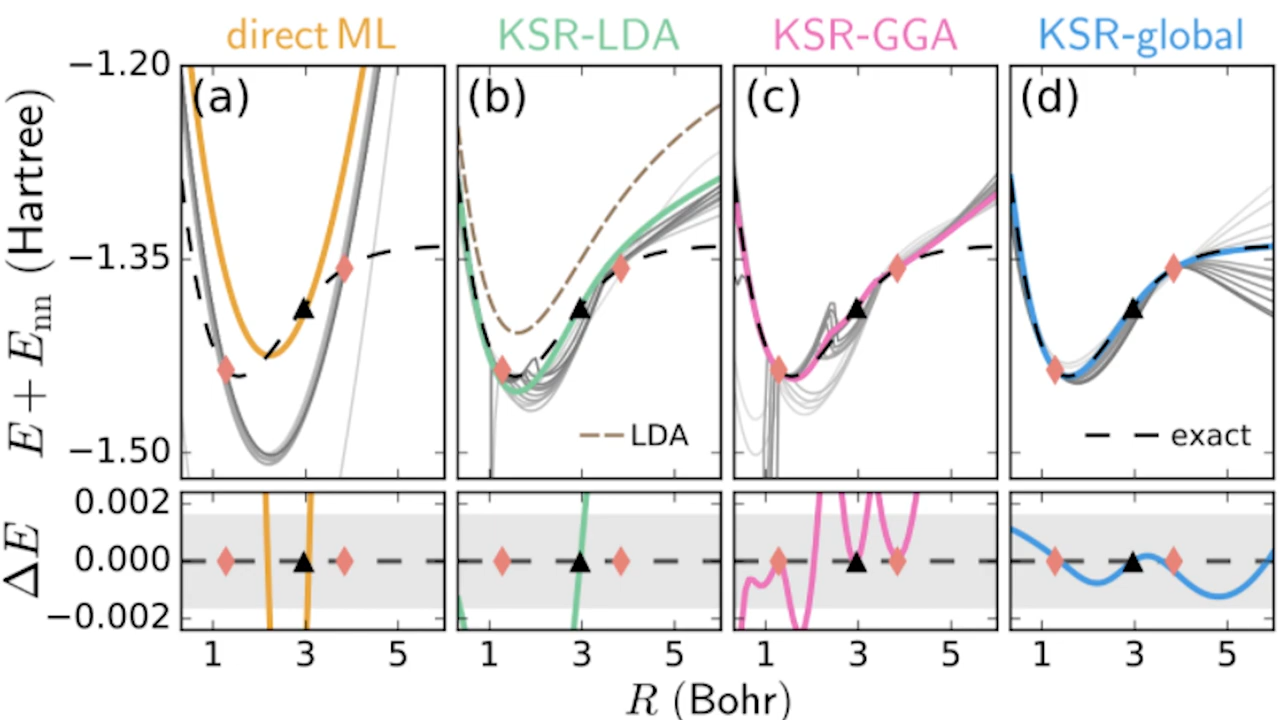 direct ML
KSR-LDA
KSR-GGA
KSR-global
−1.20
−1.35
−1.50
E + Eₙₙ (Hartree)
(a)
(b)
(c)
(d)
LDA
exact
0.002
0.000
−0.002
ΔE
1 3 5
1 3 5
1 3 5
1 3 5
R (Bohr)